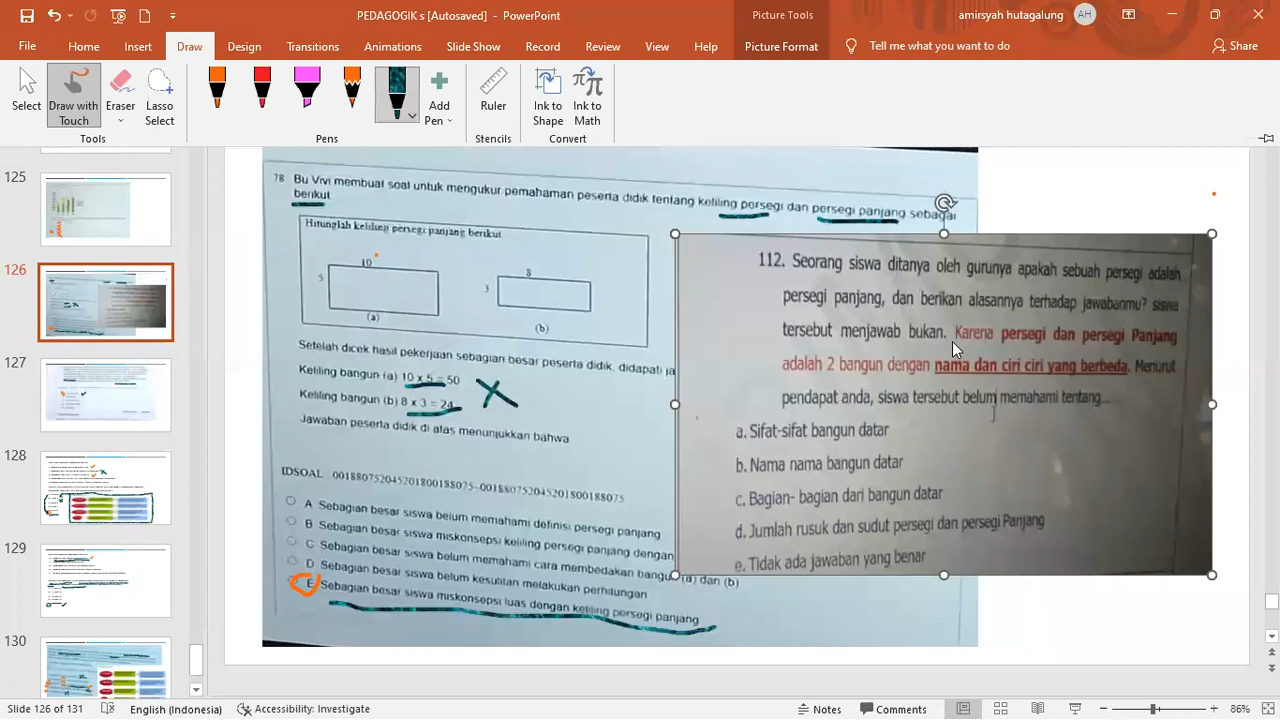 PEDAGOGIK s [Autosaved] - PowerPoint
Picture Tools
amirsyah hutagalung
AH
File
Home
Insert
Draw
Design
Transitions
Animations
Slide Show
Record
Review
View
Help
Picture Format
Tell me what you want to do
Share
Select
Draw with Touch
Eraser
Lasso Select
Add Pen
Ruler
Ink to Shape
Ink to Math
Tools
Pens
Stencils
Convert
125
126
127
128
129
130
78 Bu Vivi membuat soal untuk mengukur pemahaman peserta didik tentang keliling persegi dan persegi panjang sebagai
berikut
Hitunglah keliling persegi panjang berikut
10
5
(a)
8
3
(b)
Setelah dicek hasil pekerjaan sebagian besar peserta didik, didapati ja
Keliling bangun (a) 10 x 5 = 50
Keliling bangun (b) 8 x 3 = 24
Jawaban peserta didik di atas menunjukkan bahwa
IDSOAL 001880752045201800188075-001880752045201800188075
A Sebagian besar siswa belum memahami definisi persegi panjang
B Sebagian besar siswa miskonsepsi keliling persegi panjang dengan
C Sebagian besar siswa belum memahami cara membedakan bangun (a) dan (b)
D Sebagian besar siswa belum kesulitan melakukan perhitungan
E Sebagian besar siswa miskonsepsi luas dengan keliling persegi panjang
112. Seorang siswa ditanya oleh gurunya apakah sebuah persegi adalah
persegi panjang, dan berikan alasannya terhadap jawabanmu? siswa
tersebut menjawab bukan. Karena persegi dan persegi Panjang
adalah 2 bangun dengan nama dan ciri ciri yang berbeda. Menurut
pendapat anda, siswa tersebut belum memahami tentang...
a. Sifat-sifat bangun datar
b. Nama nama bangun datar
c. Bagian- bagian dari bangun datar
d. Jumlah rusuk dan sudut persegi dan persegi Panjang
e. Tidak ada jawaban yang benar
Slide 126 of 131
English (Indonesia)
Accessibility: Investigate
Notes
Comments
86%